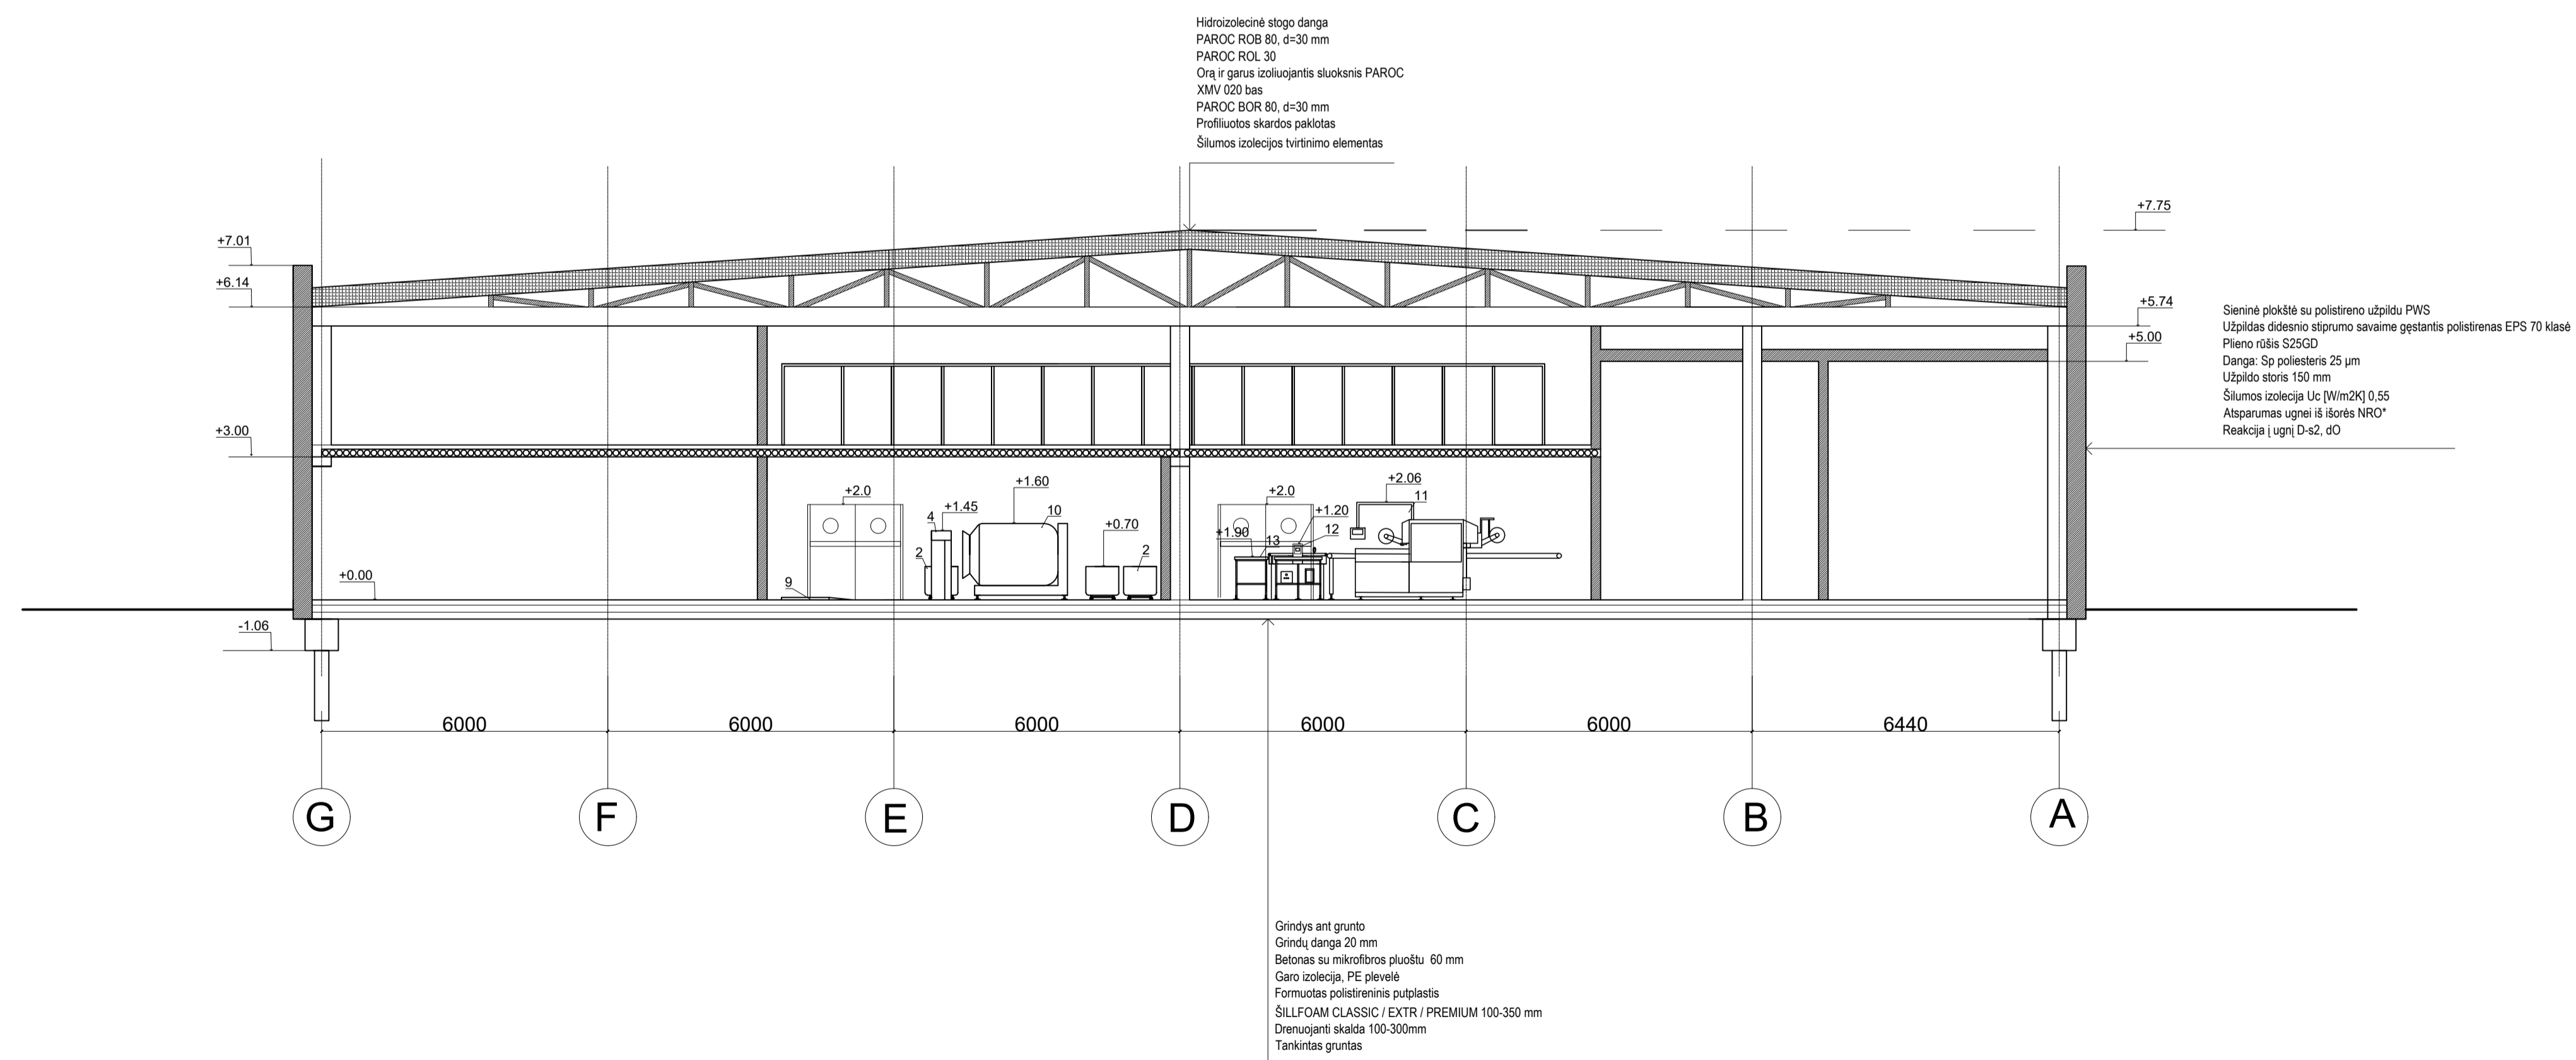 Hidroizolecinė stogo danga
PAROC ROB 80, d=30 mm
PAROC ROL 30
Orą ir garus izoliuojantis sluoksnis PAROC
XMV 020 bas
PAROC BOR 80, d=30 mm
Profiliuotos skardos paklotas
Šilumos izolecijos tvirtinimo elementas
+7.75
+7.01
+6.14
+5.74
+5.00
Sieninė plokštė su polistireno užpildu PWS
Užpildas didesnio stiprumo savaime gęstantis polistirenas EPS 70 klasė
Plieno rūšis S25GD
Danga: Sp poliesteris 25 µm
Užpildo storis 150 mm
Šilumos izolecija Uc [W/m2K] 0,55
Atsparumas ugnei iš išorės NRO*
Reakcija į ugnį D-s2, dO
+3.00
+2.0
4
+1.45
+1.60
10
+0.70
2
2
9
+2.0
+1.90
13
+1.20
12
+2.06
11
+0.00
-1.06
6000 6000 6000 6000 6000 6440
G F E D C B A
Grindys ant grunto
Grindų danga 20 mm
Betonas su mikrofibros pluoštu 60 mm
Garo izolecija, PE plevelė
Formuotas polistireninis putplastis
ŠILLFOAM CLASSIC / EXTR / PREMIUM 100-350 mm
Drenuojanti skalda 100-300mm
Tankintas gruntas